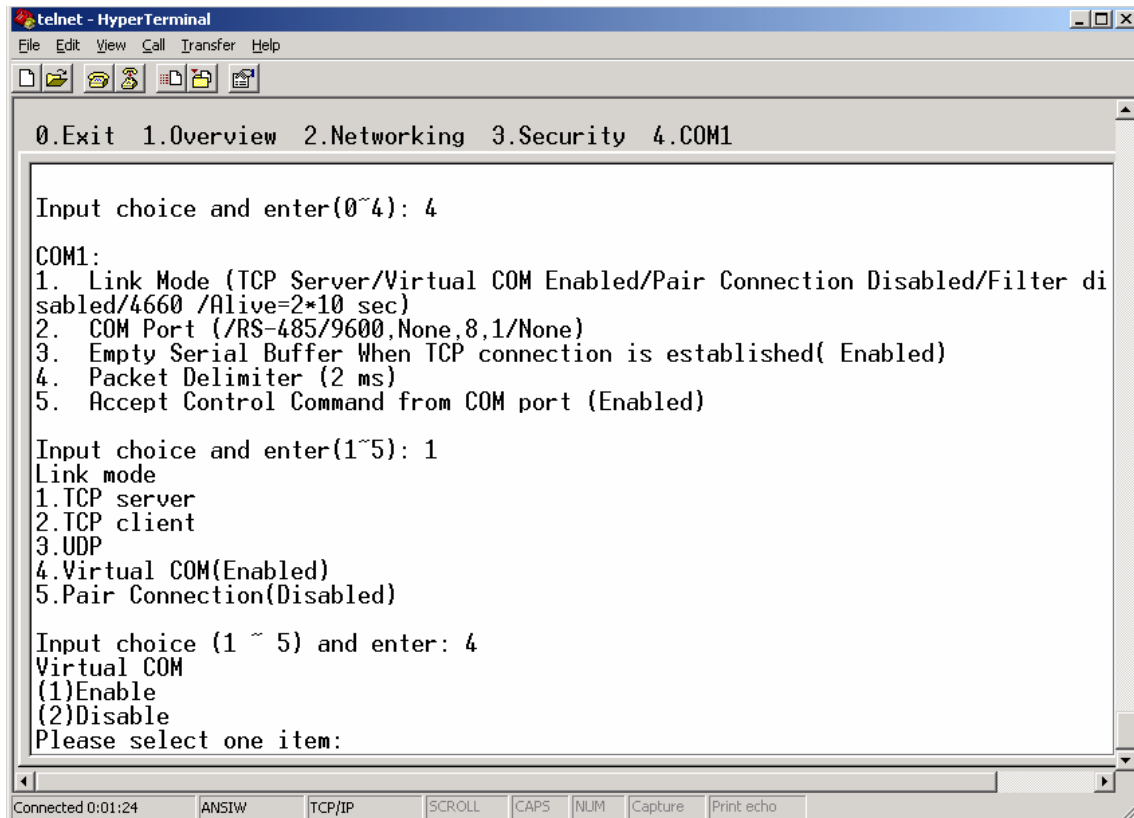 telnet - HyperTerminal
File Edit View Call Transfer Help
0.Exit 1.Overview 2.Networking 3.Security 4.COM1
Input choice and enter(0~4): 4
COM1:
1. Link Mode (TCP Server/Virtual COM Enabled/Pair Connection Disabled/Filter di
sabled/4660 /Alive=2*10 sec)
2. COM Port (/RS-485/9600,None,8,1/None)
3. Empty Serial Buffer When TCP connection is established( Enabled)
4. Packet Delimiter (2 ms)
5. Accept Control Command from COM port (Enabled)
Input choice and enter(1~5): 1
Link mode
1.TCP server
2.TCP client
3.UDP
4.Virtual COM(Enabled)
5.Pair Connection(Disabled)
Input choice (1 ~ 5) and enter: 4
Virtual COM
(1)Enable
(2)Disable
Please select one item:
Connected 0:01:24 ANSIW TCP/IP SCROLL CAPS NUM Capture Print echo